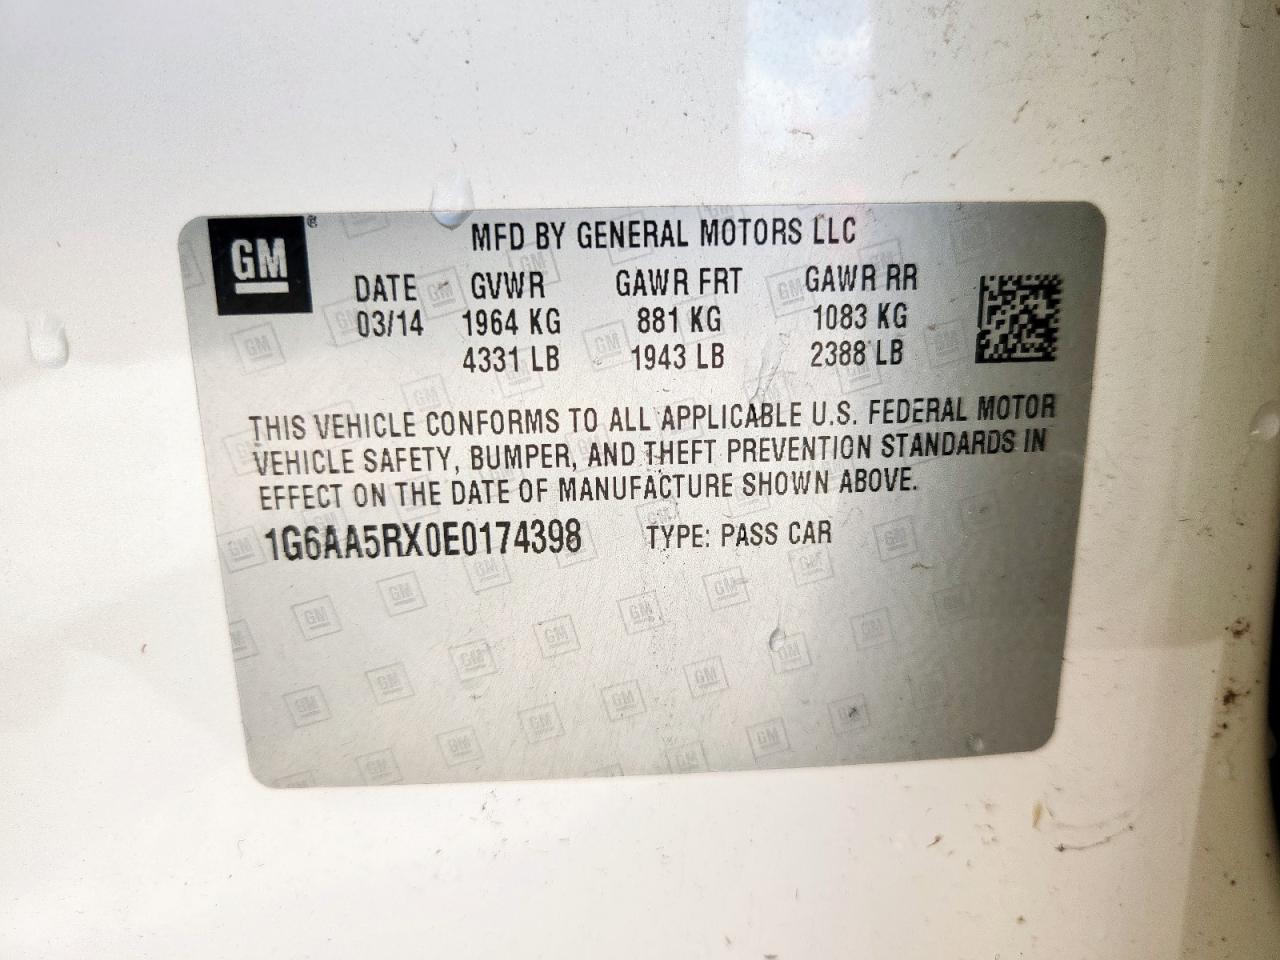 GM ®
MFD BY GENERAL MOTORS LLC
DATE GVWR GAWR FRT GAWR RR
03/14 1964 KG 881 KG 1083 KG
4331 LB 1943 LB 2388 LB
THIS VEHICLE CONFORMS TO ALL APPLICABLE U.S. FEDERAL MOTOR
VEHICLE SAFETY, BUMPER, AND THEFT PREVENTION STANDARDS IN
EFFECT ON THE DATE OF MANUFACTURE SHOWN ABOVE.
1G6AA5RX0E0174398 TYPE: PASS CAR